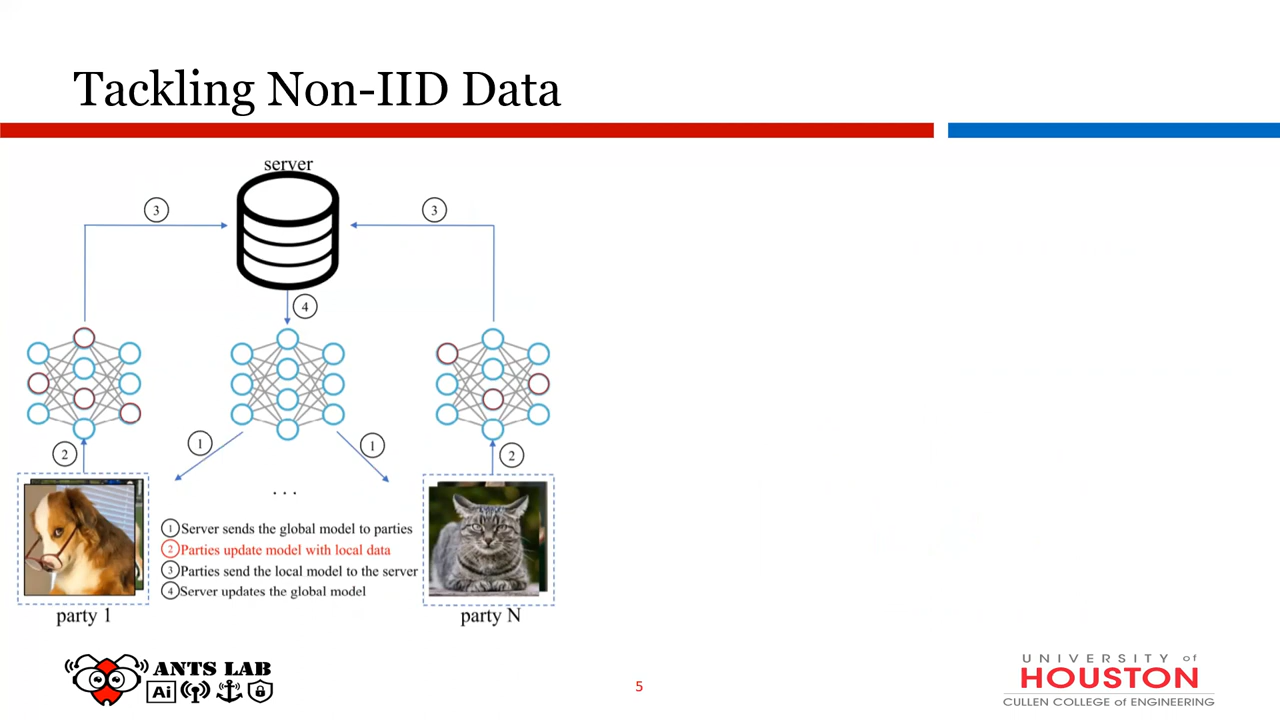 Tackling Non-IID Data
server
3
3
4
2
1
1
2
. . .
1 Server sends the global model to parties
2 Parties update model with local data
3 Parties send the local model to the server
4 Server updates the global model
party 1
party N
ANTS LAB
Ai
5
UNIVERSITY of
HOUSTON
CULLEN COLLEGE of ENGINEERING